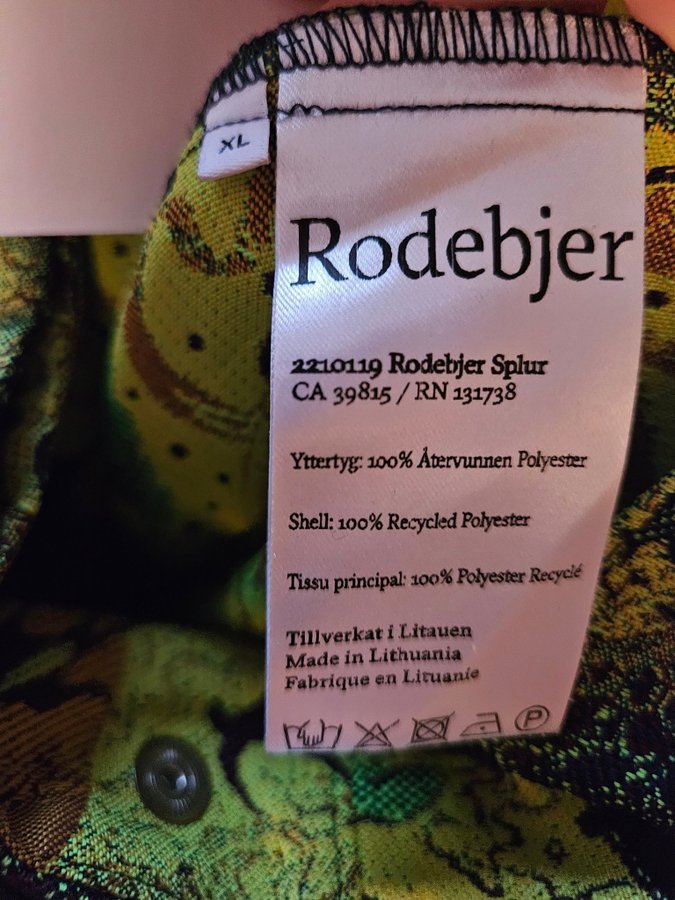 XL
Rodebjer
2210119 Rodebjer Splur
CA 39815 / RN 131738
Yttertyg: 100% Återvunnen Polyester
Shell: 100% Recycled Polyester
Tissu principal: 100% Polyester Recyclé
Tillverkat i Litauen
Made in Lithuania
Fabrique en Lituanie
P